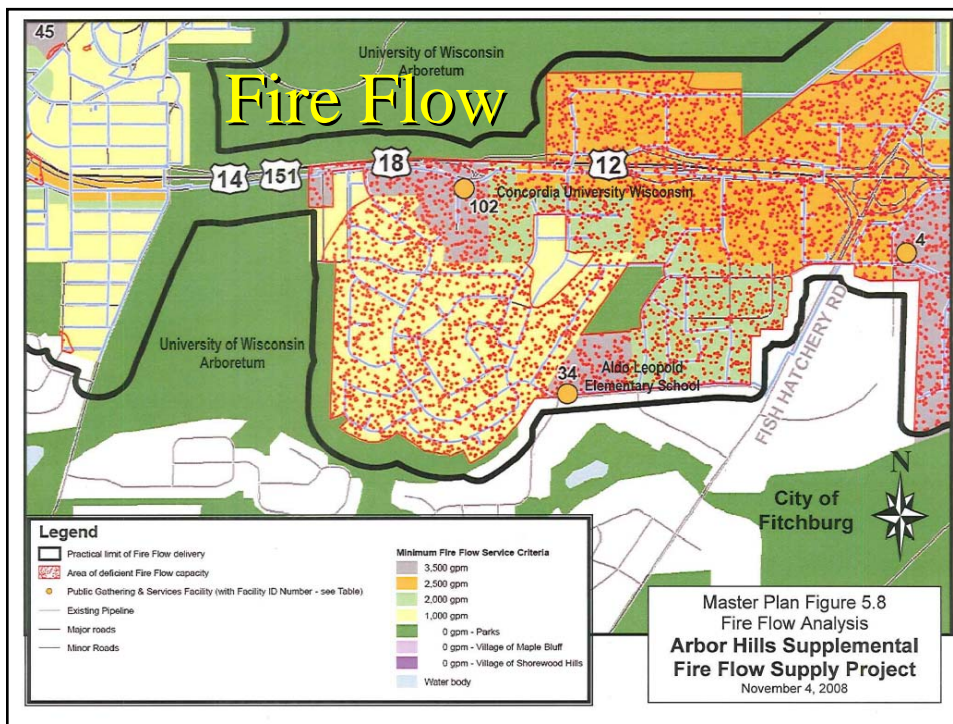 45
University of Wisconsin
Arboretum
Fire Flow
14
151
18
12
Concordia University Wisconsin
102
4
University of Wisconsin
Arboretum
FISH HATCHERY RD
34
Aldo Leopold
Elementary School
N
City of
Fitchburg
Legend
Practical limit of Fire Flow delivery
Area of deficient Fire Flow capacity
Public Gathering & Services Facility (with Facility ID Number - see Table)
Existing Pipeline
Major roads
Minor Roads
Minimum Fire Flow Service Criteria
3,500 gpm
2,500 gpm
2,000 gpm
1,000 gpm
0 gpm - Parks
0 gpm - Village of Maple Bluff
0 gpm - Village of Shorewood Hills
Water body
Master Plan Figure 5.8
Fire Flow Analysis
Arbor Hills Supplemental
Fire Flow Supply Project
November 4, 2008